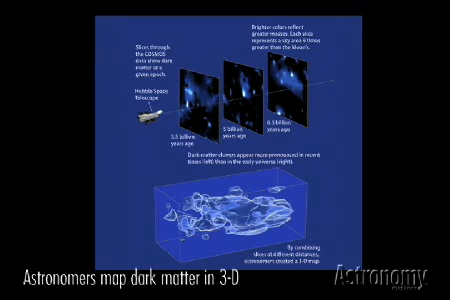 Brighter colors reflect
greater masses. Each slice
represents a sky area 9 times
greater than the Moon's.
Slices through
the COSMOS
data show dark
matter at a
given epoch.
Hubble Space
Telescope
3.5 billion
years ago
5 billion
years ago
6.5 billion
years ago
Dark-matter clumps appear more pronounced in recent
times (left) than in the early universe (right).
By combining
slices at different distances,
astronomers created a 3-D map.
Astronomers map dark matter in 3-D
Astronomy